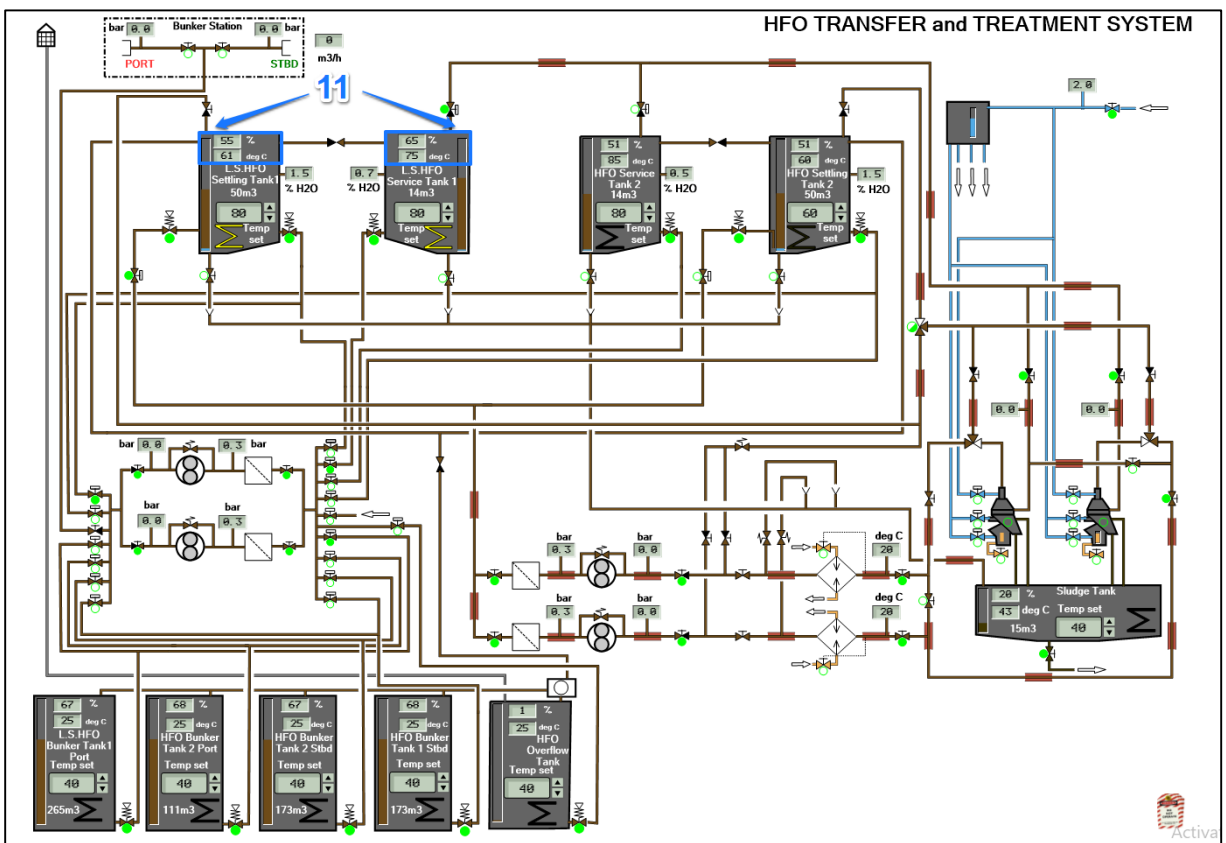 HFO TRANSFER and TREATMENT SYSTEM
bar 0.0 Bunker Station 0.0 bar
PORT STBD
0
m3/h
11
2.0
55 %
61 deg C
L.S.HFO
Settling Tank1
50m3
80
Temp
set
1.5
% H2O
65 %
75 deg C
L.S.HFO
Service Tank 1
14m3
80
Temp
set
0.7
% H2O
51 %
85 deg C
HFO Service
Tank 2
14m3
80
Temp
set
0.5
% H2O
51 %
60 deg C
HFO Settling
Tank 2
50m3
60
Temp
set
1.5
% H2O
0.0 0.0
bar 0.0 0.3 bar
bar bar
0.0 0.3
bar bar deg C
0.3 0.0 20
bar bar deg C
0.3 0.0 20
20 % Sludge Tank
43 deg C Temp set
15m3 40
67 %
25 deg C
L.S.HFO
Bunker Tank1
Port
Temp set
40
265m3
68 %
25 deg C
HFO Bunker
Tank 2 Port
Temp set
40
111m3
67 %
25 deg C
HFO Bunker
Tank 2 Stbd
Temp set
40
173m3
68 %
25 deg C
HFO Bunker
Tank 1 Stbd
Temp set
40
173m3
1 %
25 deg C
HFO
Overflow
Tank
Temp set
40
Activa